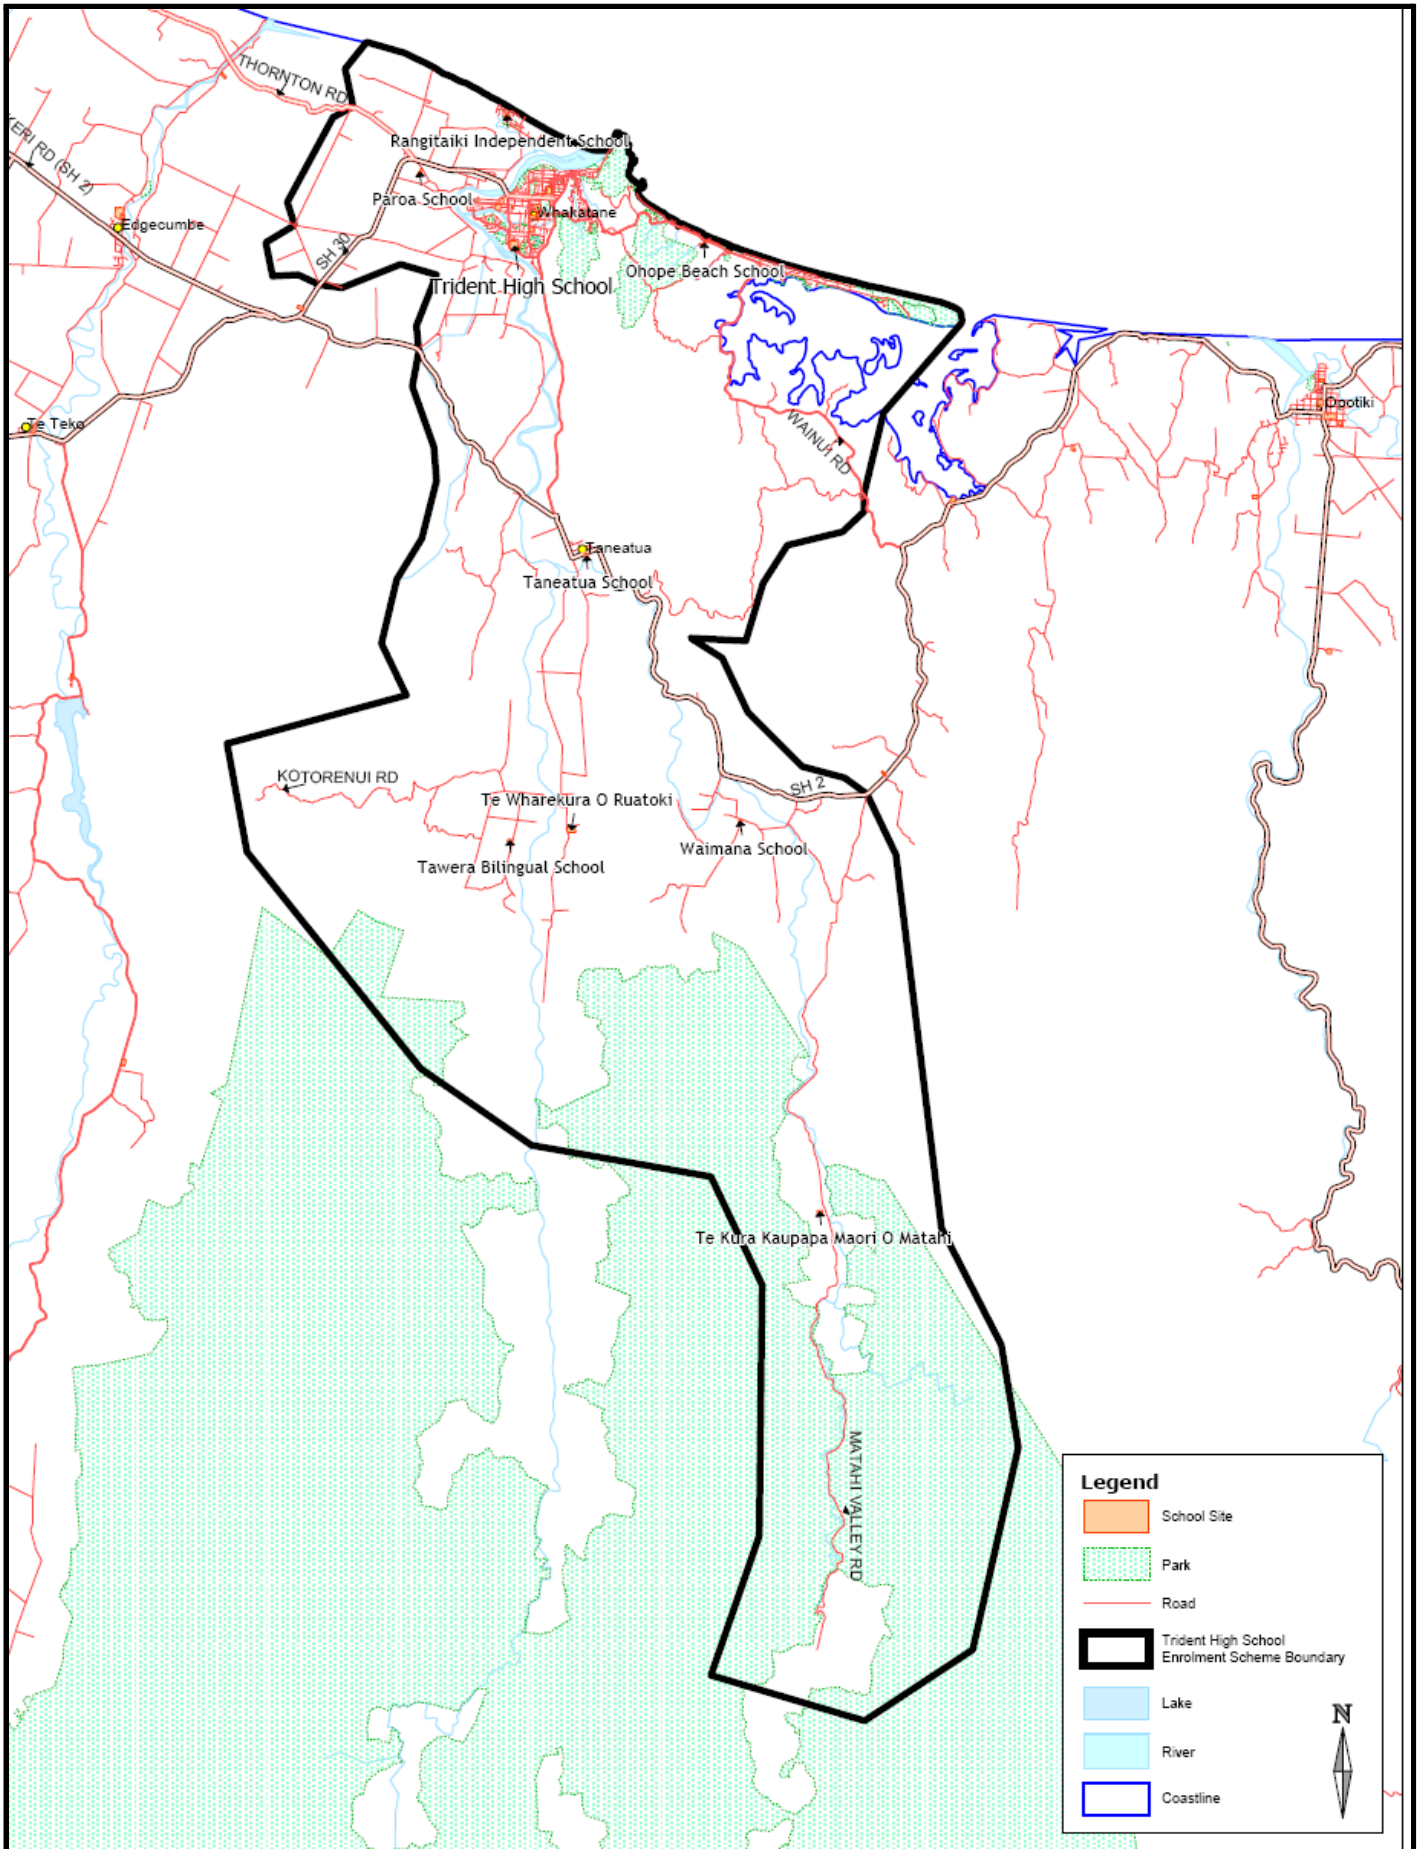 THORNTON RD
KERI RD (SH 2)
Rangitaiki Independent School
Paroa School
Whakatane
Edgecumbe
SH 30
Ohope Beach School
Trident High School
Te Teko
Opotiki
WAINUI RD
Taneatua
Taneatua School
KOTORENUI RD
SH 2
Te Wharekura O Ruatoki
Waimana School
Tawera Bilingual School
Te Kura Kaupapa Maori O Matahi
MATAHI VALLEY RD
Legend
School Site
Park
Road
Trident High School
Enrolment Scheme Boundary
Lake
N
River
Coastline